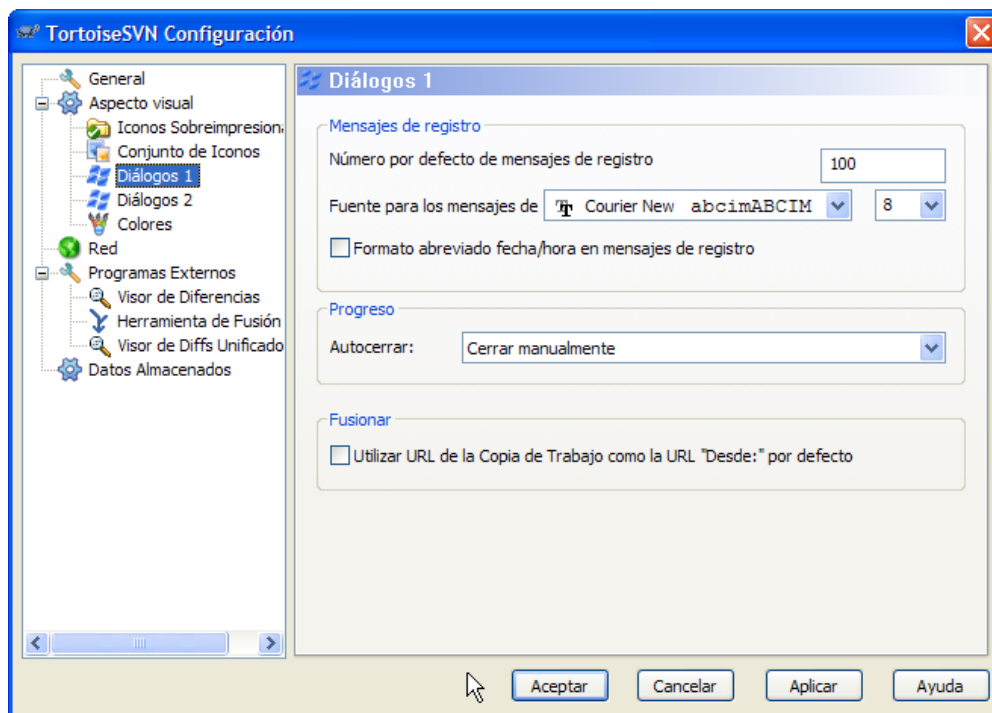 TortoiseSVN Configuración
General
Aspecto visual
Iconos Sobreimpresion
Conjunto de Iconos
Diálogos 1
Diálogos 2
Colores
Red
Programas Externos
Visor de Diferencias
Herramienta de Fusión
Visor de Diffs Unificado
Datos Almacenados
Diálogos 1
Mensajes de registro
Número por defecto de mensajes de registro 100
Fuente para los mensajes de Courier New abcimABCIM 8
Formato abreviado fecha/hora en mensajes de registro
Progreso
Autocerrar: Cerrar manualmente
Fusionar
Utilizar URL de la Copia de Trabajo como la URL "Desde:" por defecto
Aceptar Cancelar Aplicar Ayuda